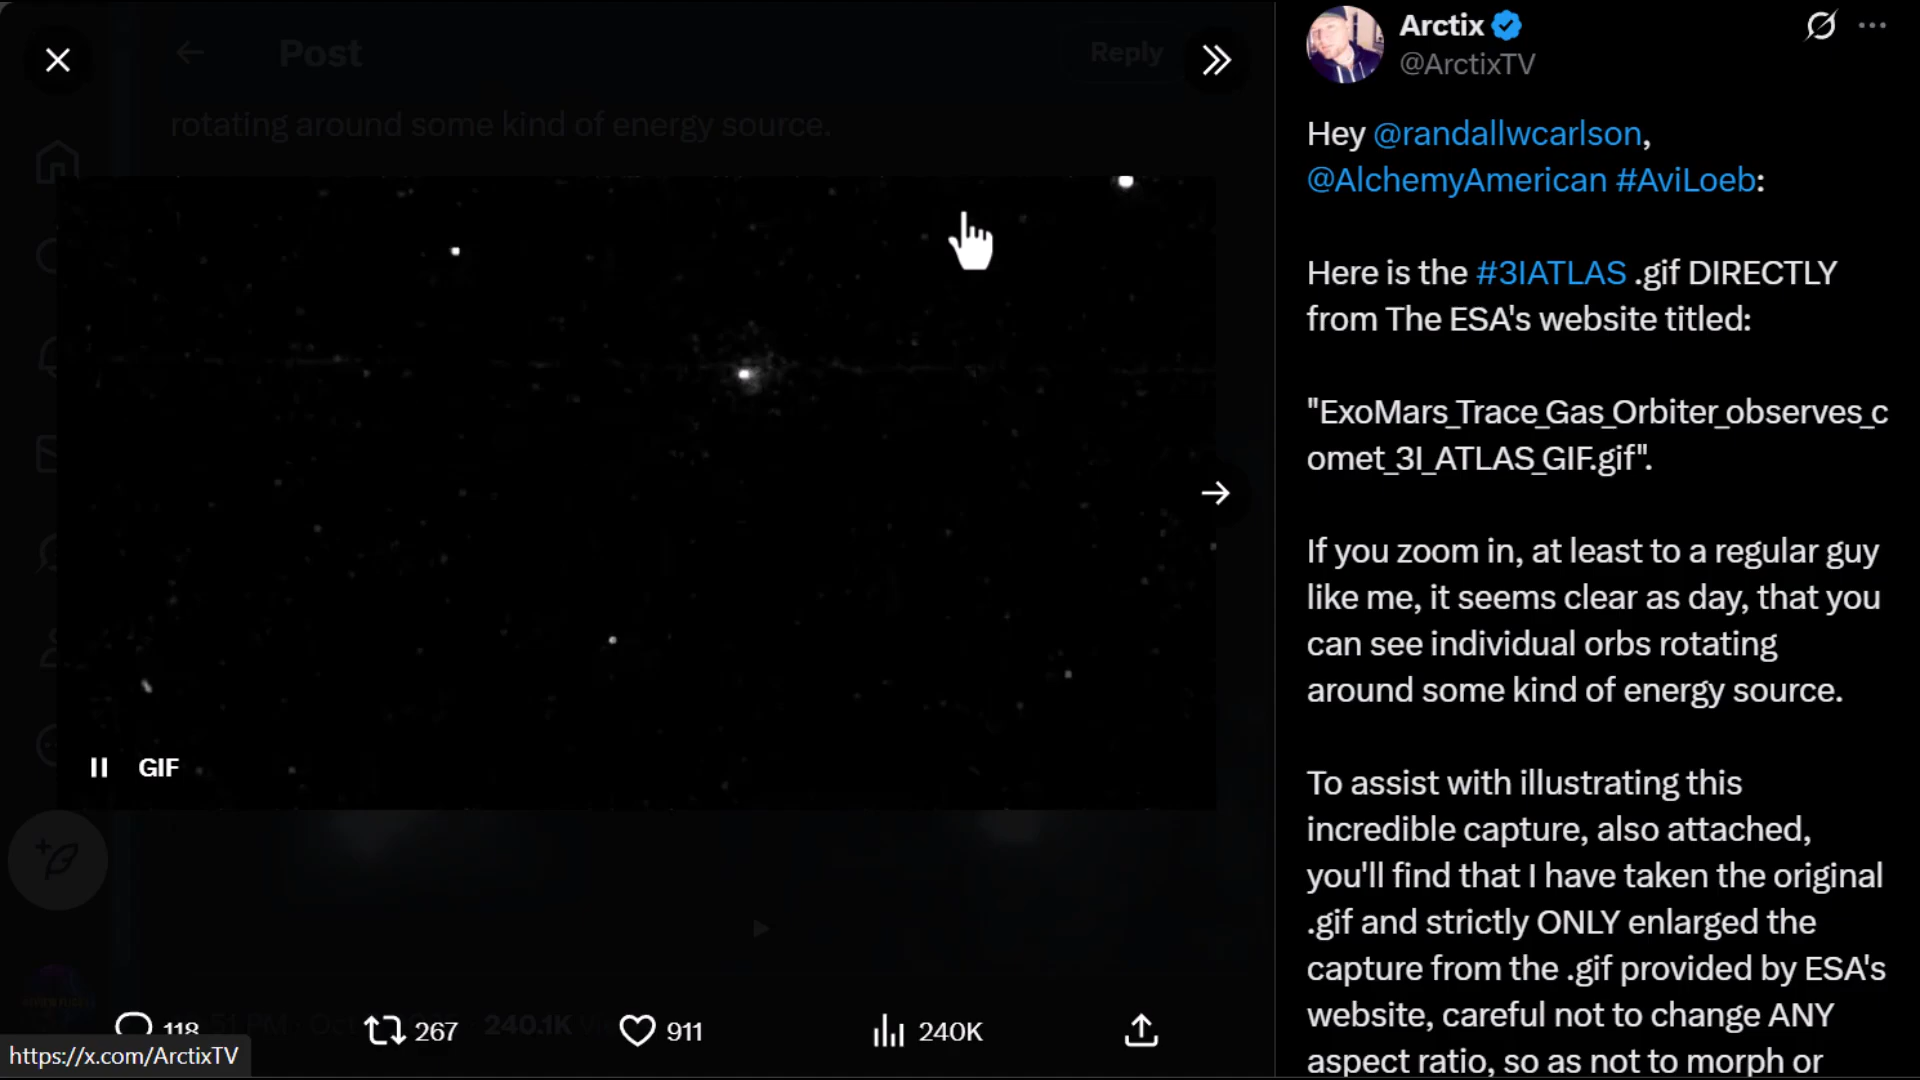 Post
Reply
rotating around some kind of energy source.
GIF
118
267
911
240K
https://x.com/ArctixTV
Arctix
@ArctixTV
Hey @randallwcarlson,
@AlchemyAmerican #AviLoeb:
Here is the #3IATLAS .gif DIRECTLY
from The ESA's website titled:
"ExoMars_Trace_Gas_Orbiter_observes_c
omet_3I_ATLAS_GIF.gif".
If you zoom in, at least to a regular guy
like me, it seems clear as day, that you
can see individual orbs rotating
around some kind of energy source.
To assist with illustrating this
incredible capture, also attached,
you'll find that I have taken the original
.gif and strictly ONLY enlarged the
capture from the .gif provided by ESA's
website, careful not to change ANY
aspect ratio, so as not to morph or